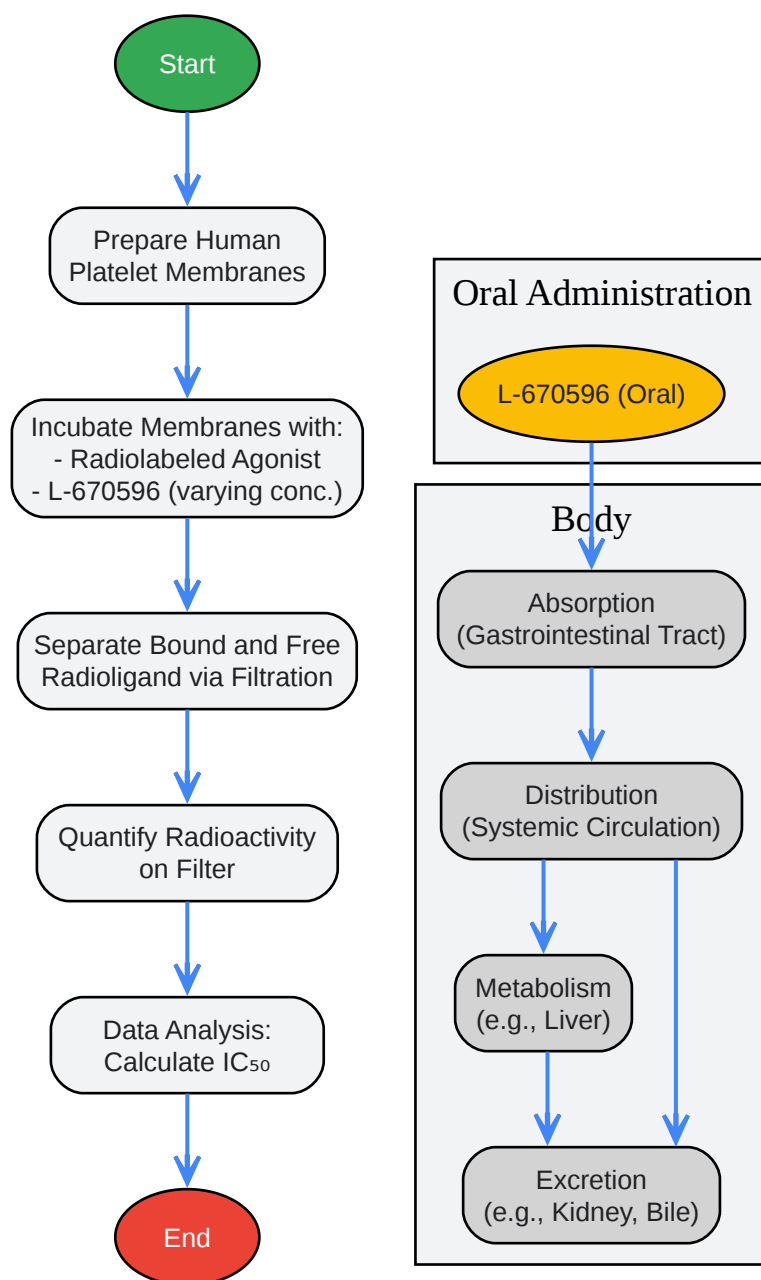 Start
Prepare Human
Platelet Membranes
Incubate Membranes with:
- Radiolabeled Agonist
- L-670596 (varying conc.)
Separate Bound and Free
Radioligand via Filtration
Quantify Radioactivity
on Filter
Data Analysis:
Calculate IC₅₀
End
Oral Administration
L-670596 (Oral)
Body
Absorption
(Gastrointestinal Tract)
Distribution
(Systemic Circulation)
Metabolism
(e.g., Liver)
Excretion
(e.g., Kidney, Bile)